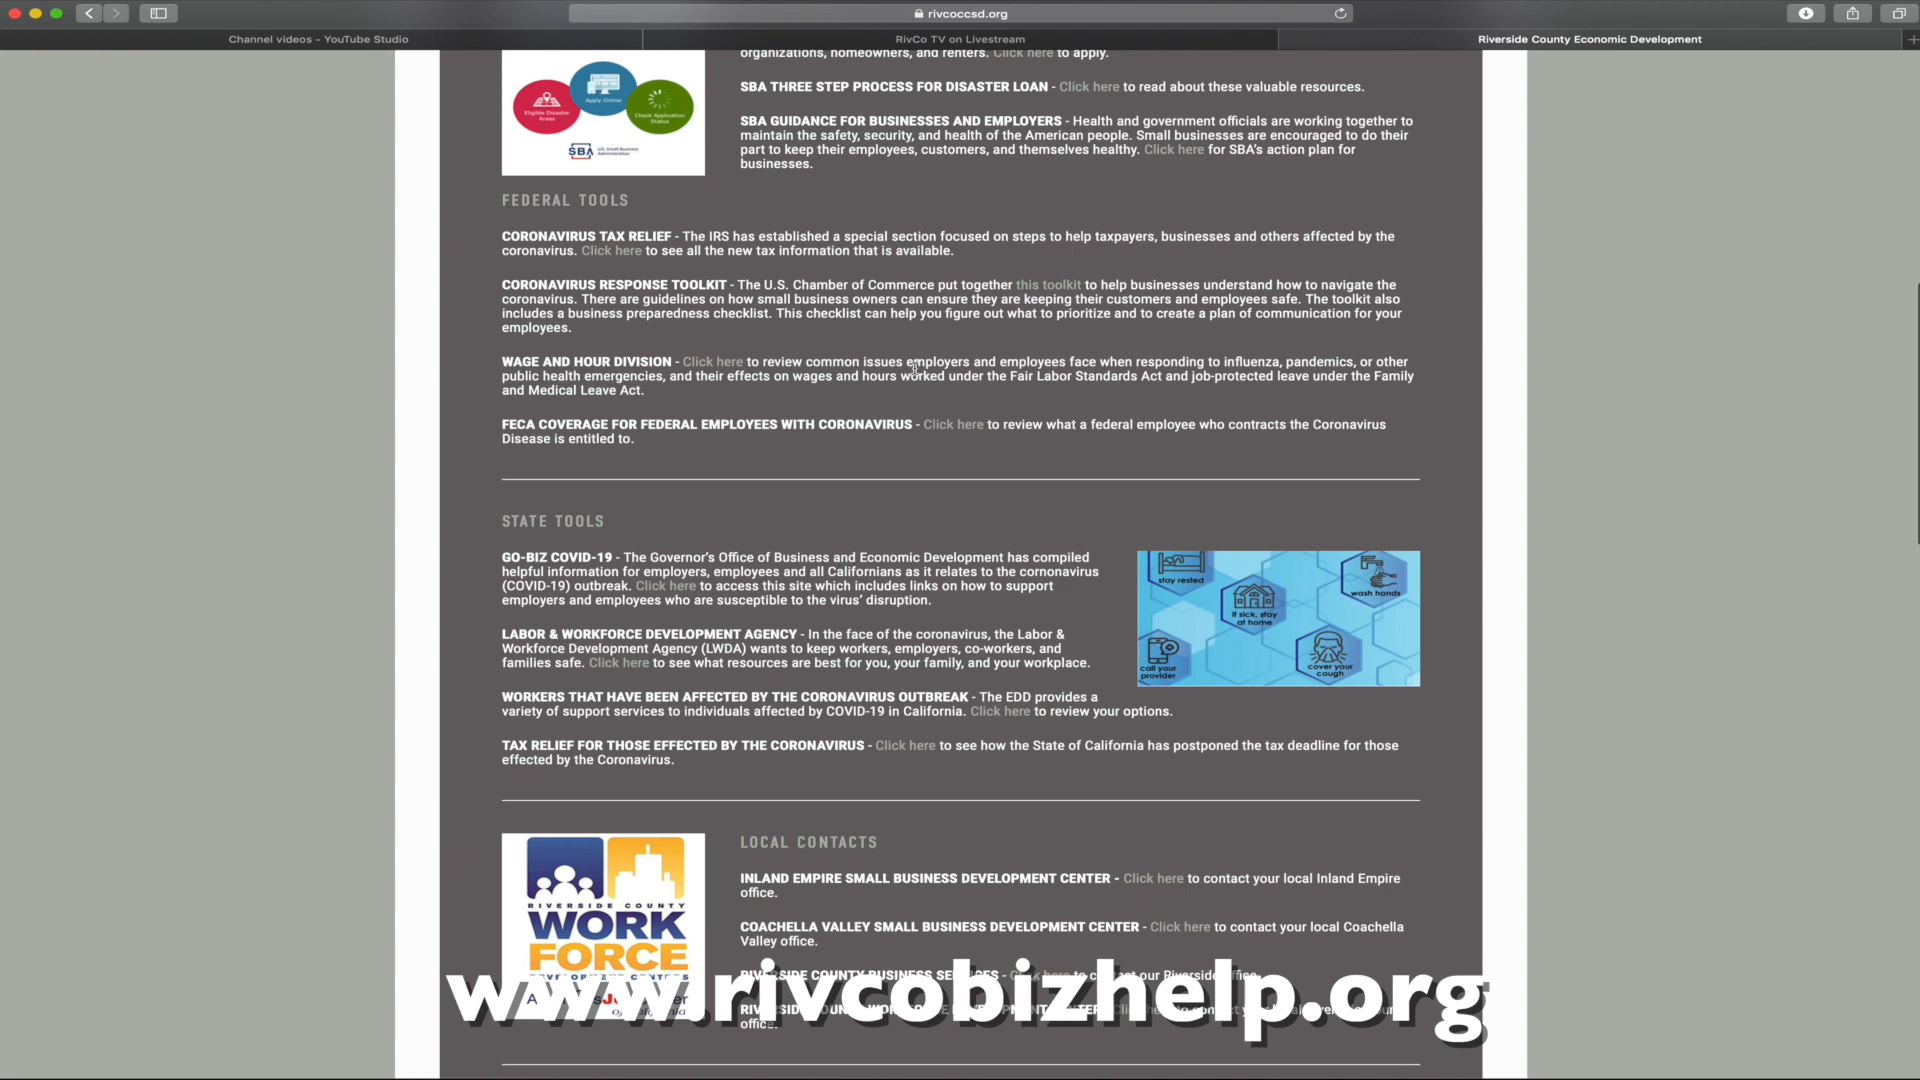 rivcoccsd.org
Channel videos - YouTube Studio
RivCo TV on Livestream
Riverside County Economic Development
organizations, homeowners, and renters. Click here to apply.
Eligible Disaster Areas
Apply Online
Check Application Status
SBA U.S. Small Business Administration
SBA THREE STEP PROCESS FOR DISASTER LOAN - Click here to read about these valuable resources.
SBA GUIDANCE FOR BUSINESSES AND EMPLOYERS - Health and government officials are working together to
maintain the safety, security, and health of the American people. Small businesses are encouraged to do their
part to keep their employees, customers, and themselves healthy. Click here for SBA's action plan for
businesses.
FEDERAL TOOLS
CORONAVIRUS TAX RELIEF - The IRS has established a special section focused on steps to help taxpayers, businesses and others affected by the
coronavirus. Click here to see all the new tax information that is available.
CORONAVIRUS RESPONSE TOOLKIT - The U.S. Chamber of Commerce put together this toolkit to help businesses understand how to navigate the
coronavirus. There are guidelines on how small business owners can ensure they are keeping their customers and employees safe. The toolkit also
includes a business preparedness checklist. This checklist can help you figure out what to prioritize and to create a plan of communication for your
employees.
WAGE AND HOUR DIVISION - Click here to review common issues employers and employees face when responding to influenza, pandemics, or other
public health emergencies, and their effects on wages and hours worked under the Fair Labor Standards Act and job-protected leave under the Family
and Medical Leave Act.
FECA COVERAGE FOR FEDERAL EMPLOYEES WITH CORONAVIRUS - Click here to review what a federal employee who contracts the Coronavirus
Disease is entitled to.
STATE TOOLS
GO-BIZ COVID-19 - The Governor's Office of Business and Economic Development has compiled
helpful information for employers, employees and all Californians as it relates to the cornonavirus
(COVID-19) outbreak. Click here to access this site which includes links on how to support
employers and employees who are susceptible to the virus' disruption.
LABOR & WORKFORCE DEVELOPMENT AGENCY - In the face of the coronavirus, the Labor &
Workforce Development Agency (LWDA) wants to keep workers, employers, co-workers, and
families safe. Click here to see what resources are best for you, your family, and your workplace.
WORKERS THAT HAVE BEEN AFFECTED BY THE CORONAVIRUS OUTBREAK - The EDD provides a
variety of support services to individuals affected by COVID-19 in California. Click here to review your options.
TAX RELIEF FOR THOSE EFFECTED BY THE CORONAVIRUS - Click here to see how the State of California has postponed the tax deadline for those
effected by the Coronavirus.
stay rested
wash hands
if sick, stay
at home
call your
provider
cover your
cough
RIVERSIDE COUNTY
WORK
FORCE
LOCAL CONTACTS
INLAND EMPIRE SMALL BUSINESS DEVELOPMENT CENTER - Click here to contact your local Inland Empire
office.
COACHELLA VALLEY SMALL BUSINESS DEVELOPMENT CENTER - Click here to contact your local Coachella
Valley office.
RIVERSIDE COUNTY BUSINESS SERVICES - Click here to contact our Riverside office.
www.rivcobizhelp.org
office.